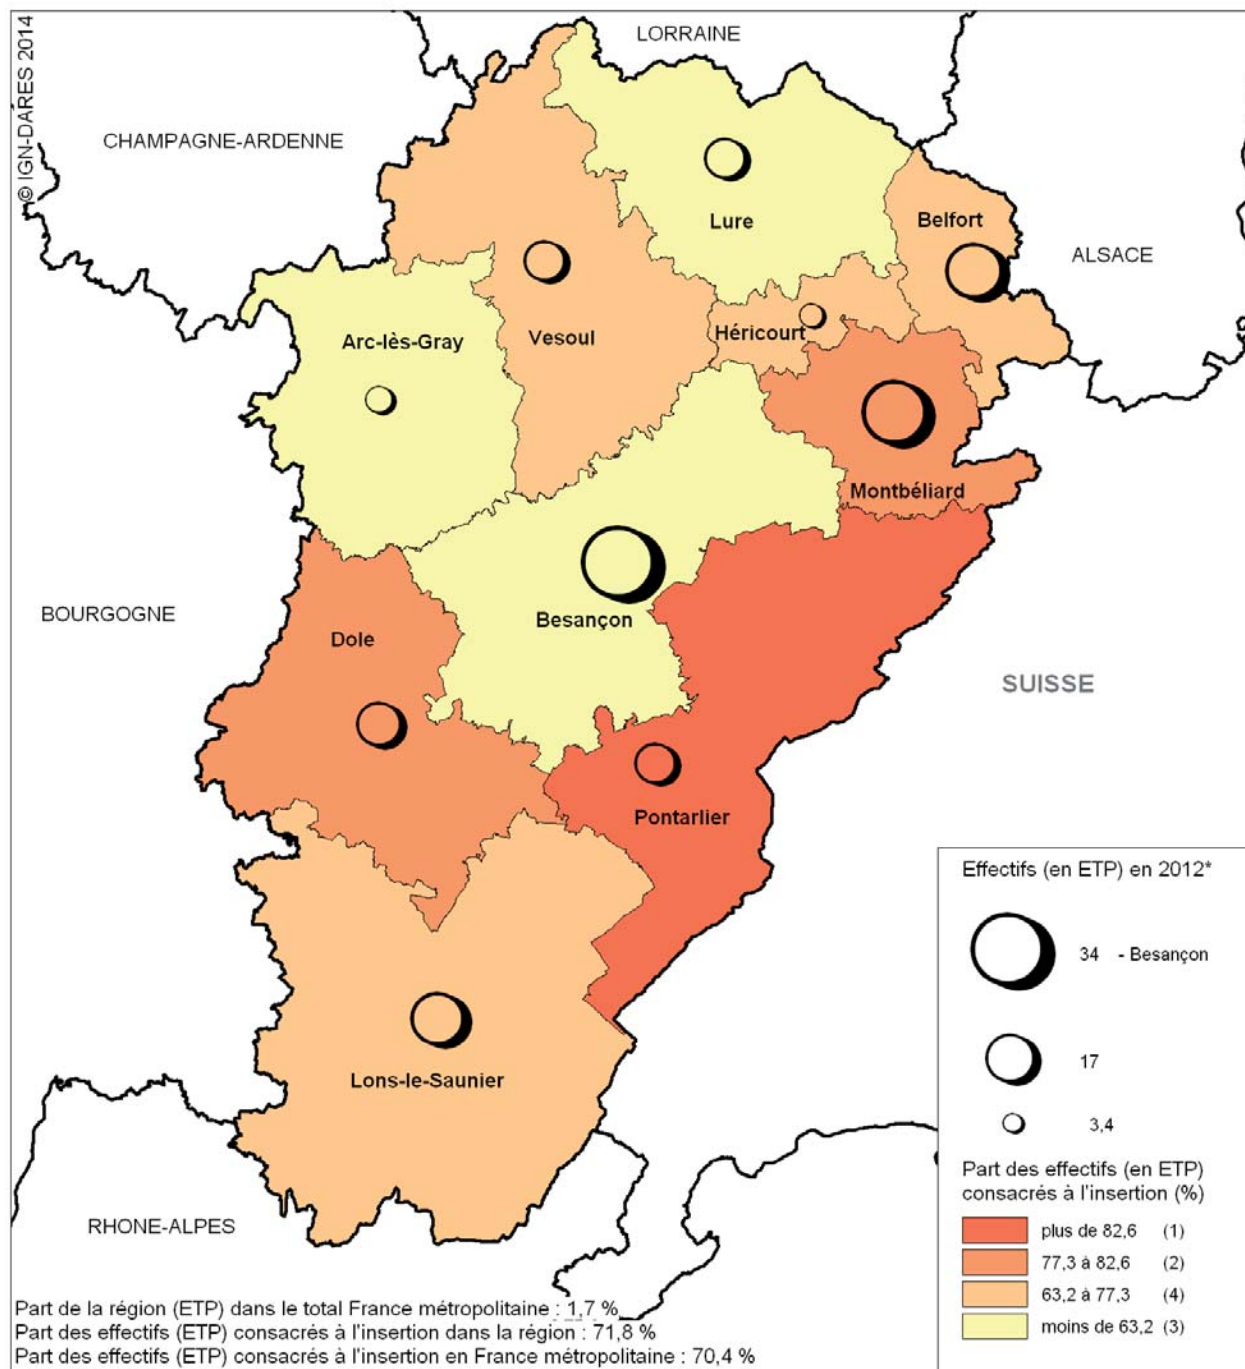 © IGN-DARES 2014
LORRAINE
CHAMPAGNE-ARDENNE
Lure
Belfort
ALSACE
Arc-lès-Gray
Vesoul
Héricourt
Montbéliard
BOURGOGNE
Besançon
Dole
SUISSE
Pontarlier
Lons-le-Saunier
RHONE-ALPES
Effectifs (en ETP) en 2012*
34 - Besançon
17
3,4
Part des effectifs (en ETP)
consacrés à l'insertion (%)
plus de 82,6 (1)
77,3 à 82,6 (2)
63,2 à 77,3 (4)
moins de 63,2 (3)
Part de la région (ETP) dans le total France métropolitaine : 1,7 %
Part des effectifs (ETP) consacrés à l'insertion dans la région : 71,8 %
Part des effectifs (ETP) consacrés à l'insertion en France métropolitaine : 70,4 %